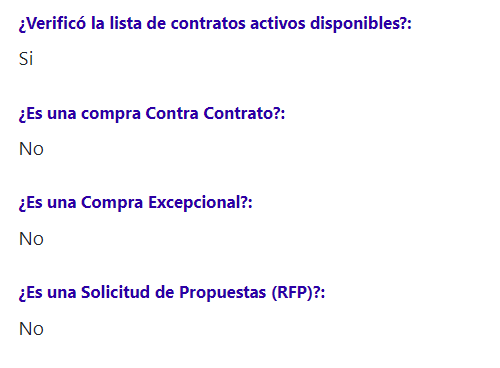 ¿Verificó la lista de contratos activos disponibles?:
Si
¿Es una compra Contra Contrato?:
No
¿Es una Compra Excepcional?:
No
¿Es una Solicitud de Propuestas (RFP)?:
No